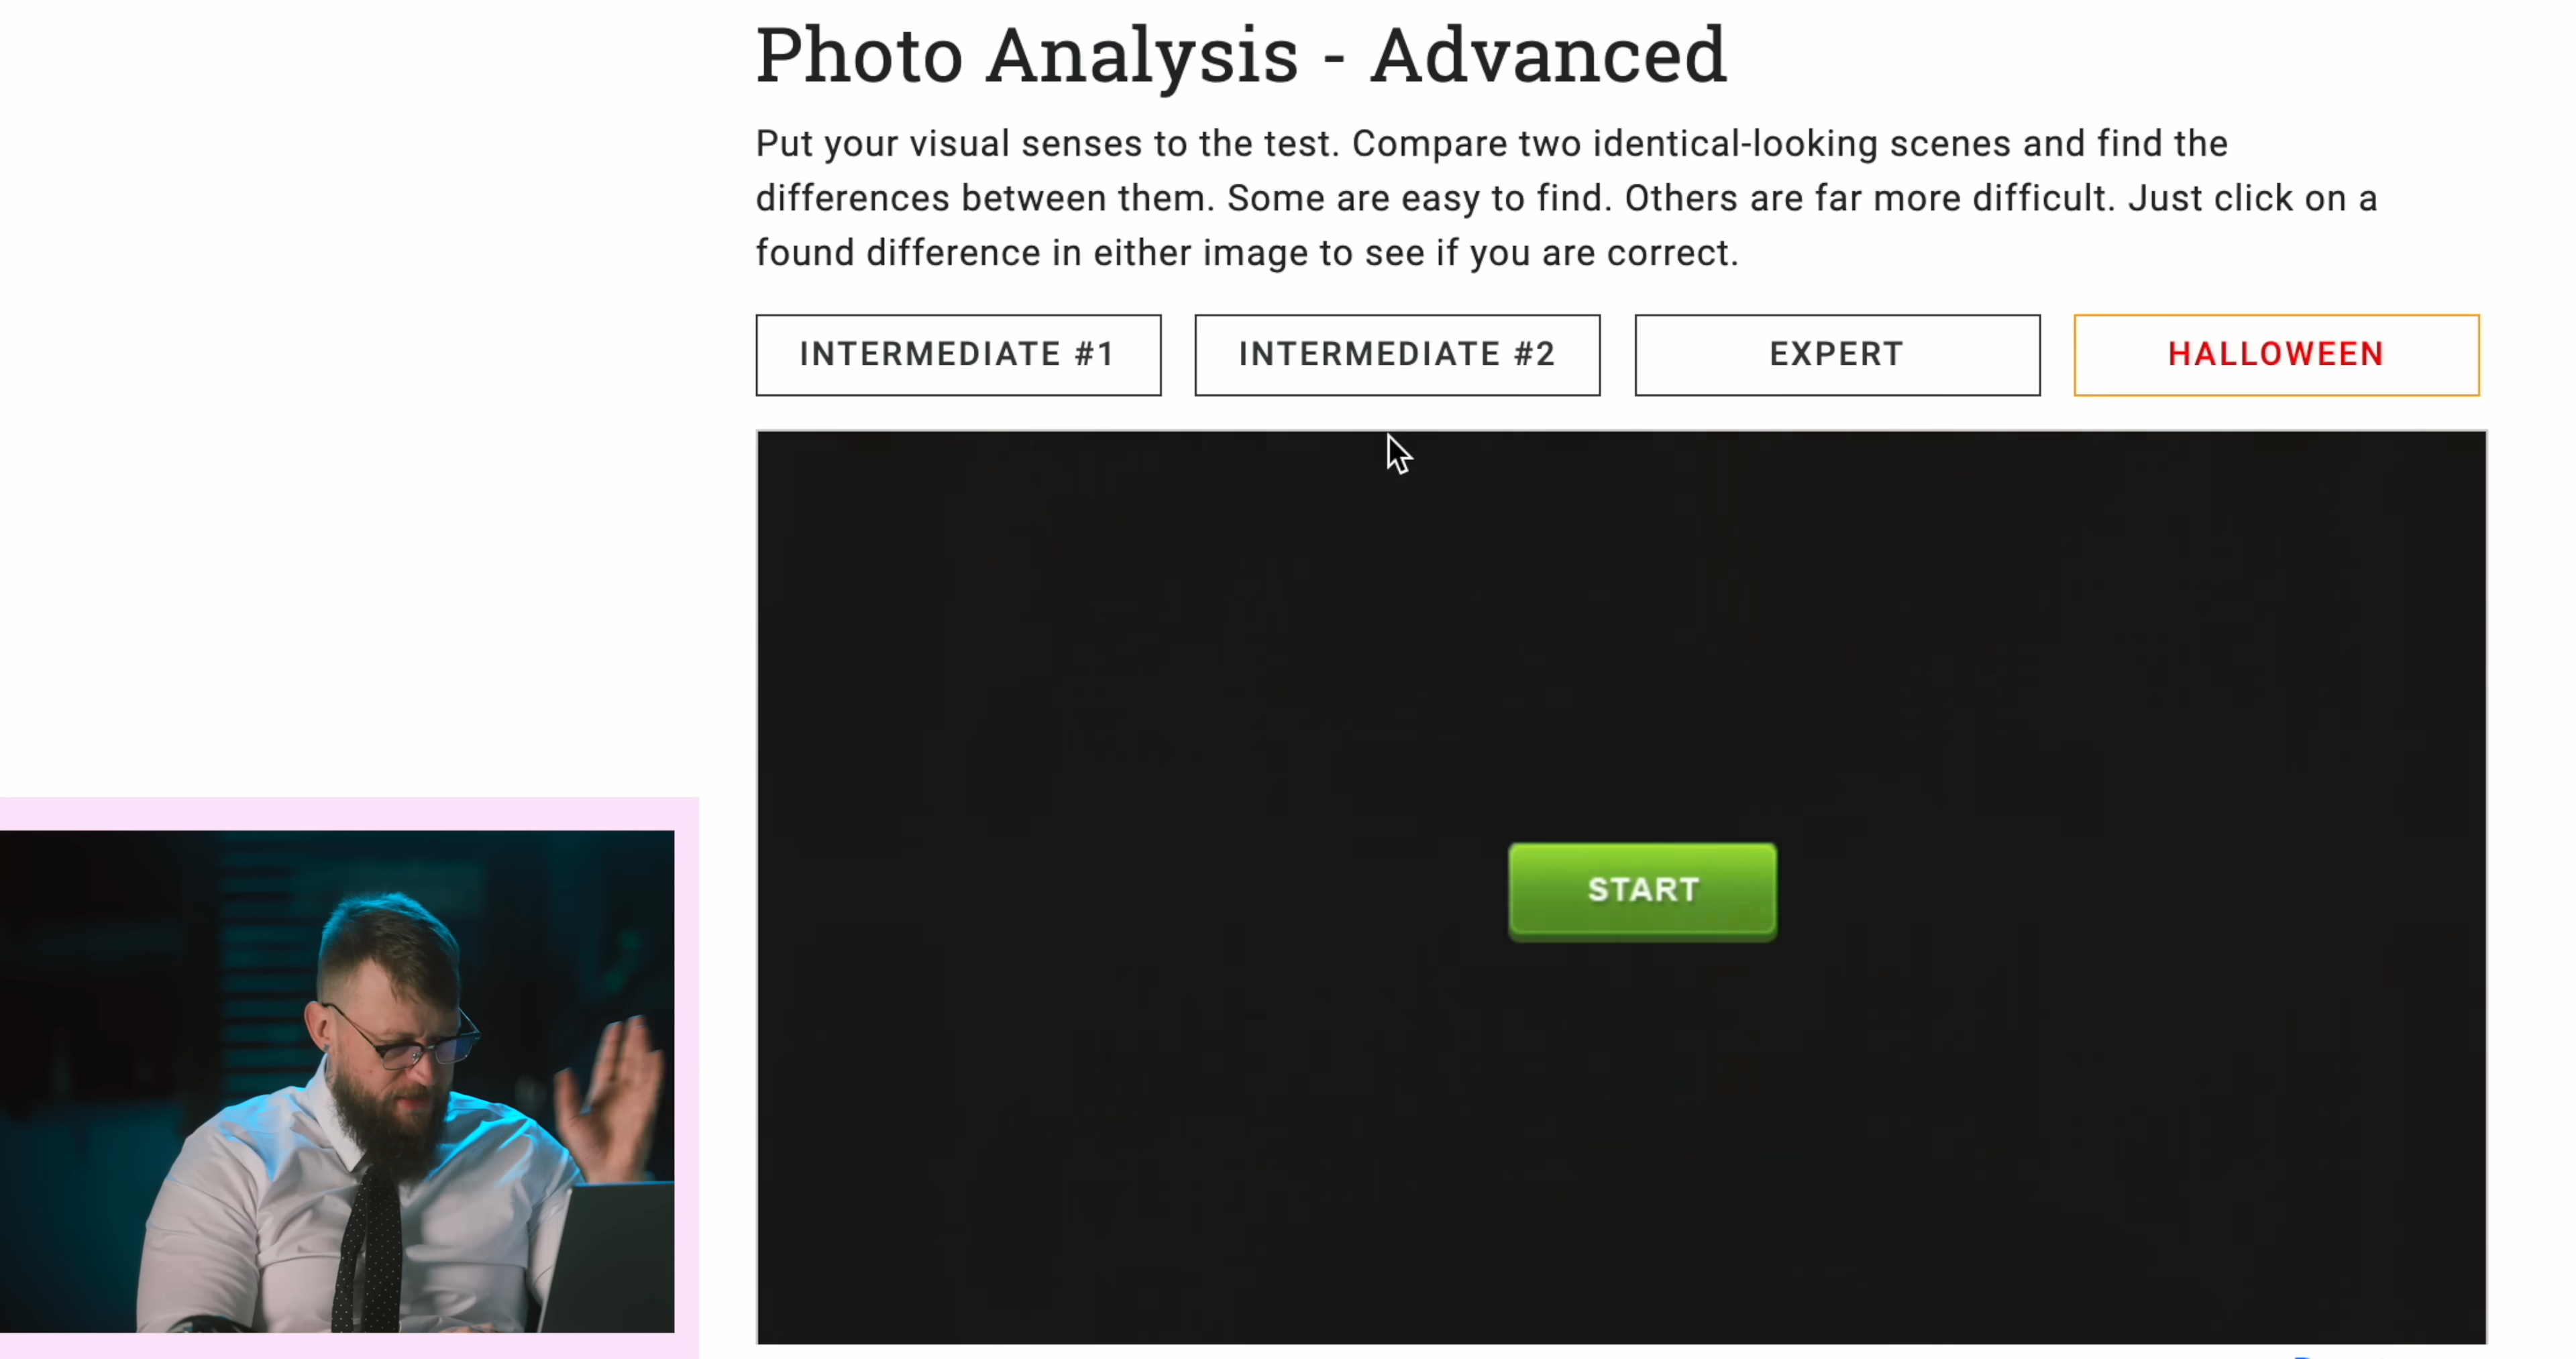 Photo Analysis - Advanced
Put your visual senses to the test. Compare two identical-looking scenes and find the
differences between them. Some are easy to find. Others are far more difficult. Just click on a
found difference in either image to see if you are correct.
INTERMEDIATE #1
INTERMEDIATE #2
EXPERT
HALLOWEEN
START